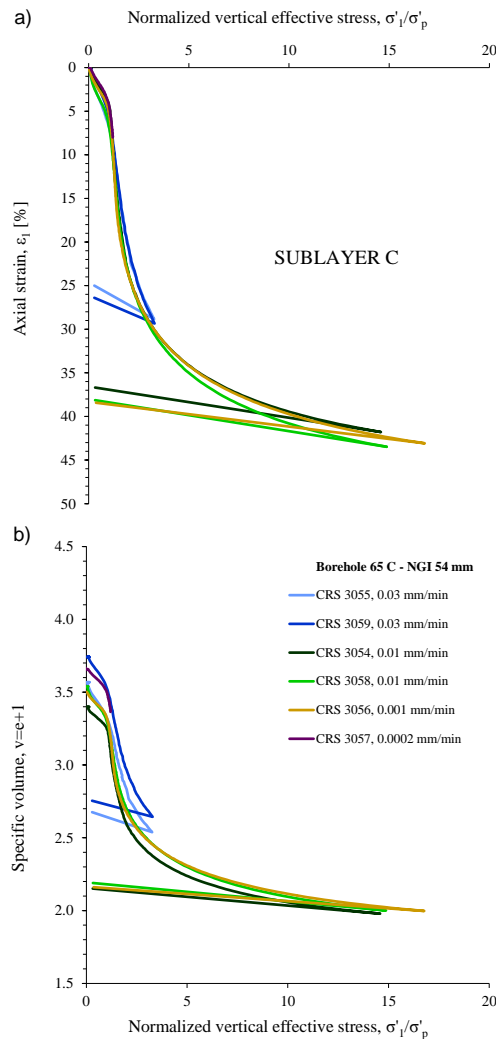 a)
Normalized vertical effective stress, σ'₁/σ'ₚ
0 5 10 15 20
0
5
10
15
20
25
30
35
40
45
50
Axial strain, ε₁ [%]
SUBLAYER C
b)
4.5
4.0
3.5
3.0
2.5
2.0
1.5
Specific volume, v=e+1
Borehole 65 C - NGI 54 mm
CRS 3055, 0.03 mm/min
CRS 3059, 0.03 mm/min
CRS 3054, 0.01 mm/min
CRS 3058, 0.01 mm/min
CRS 3056, 0.001 mm/min
CRS 3057, 0.0002 mm/min
0 5 10 15 20
Normalized vertical effective stress, σ'₁/σ'ₚ